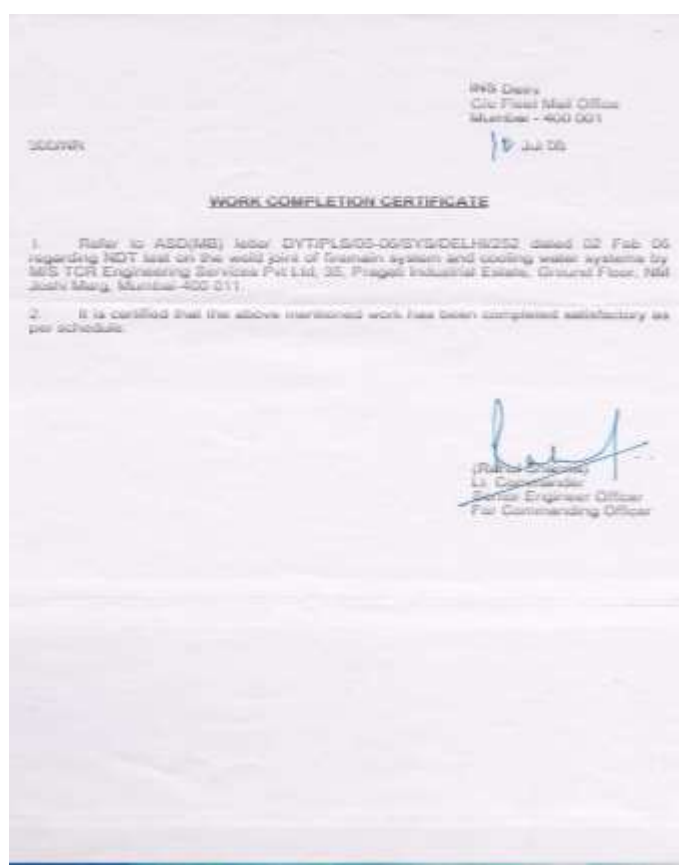 INS Delhi
C/o Fleet Mail Office
Mumbai - 400 001
Jul 06
WORK COMPLETION CERTIFICATE
1. Refer to ASD(MB) letter DYT/PLS/05-06/SYS/DELHI/252 dated 02 Feb 06
regarding NDT test on the weld joint of firemain system and cooling water systems by
M/S TCR Engineering Services Pvt Ltd, 35, Pragati Industrial Estate, Ground Floor, NM
Joshi Marg, Mumbai-400 011.
2. It is certified that the above mentioned work has been completed satisfactory as
per schedule.
Lt. Commander
Senior Engineer Officer
For Commanding Officer